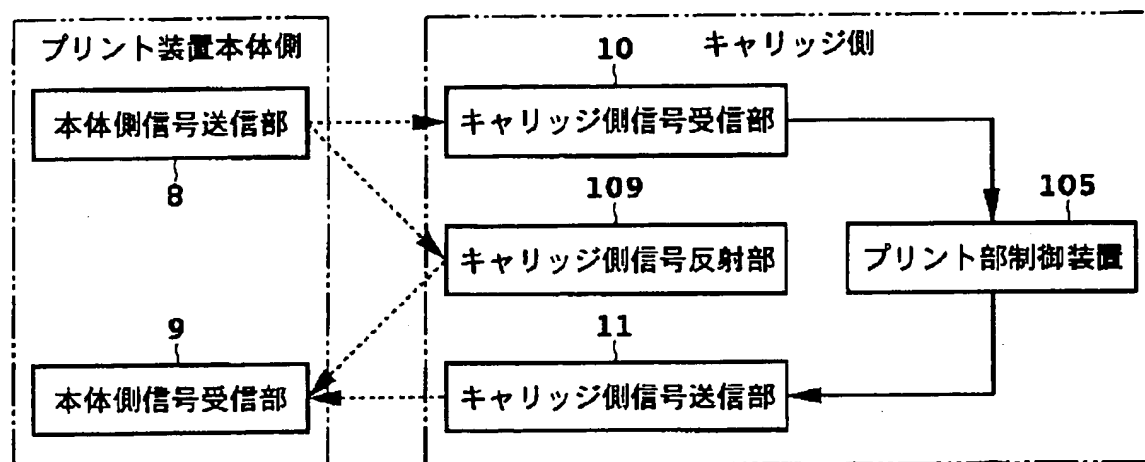 プリント装置本体側
キャリッジ側
10
本体側信号送信部
キャリッジ側信号受信部
8
109
105
キャリッジ側信号反射部
プリント部制御装置
9
11
本体側信号受信部
キャリッジ側信号送信部